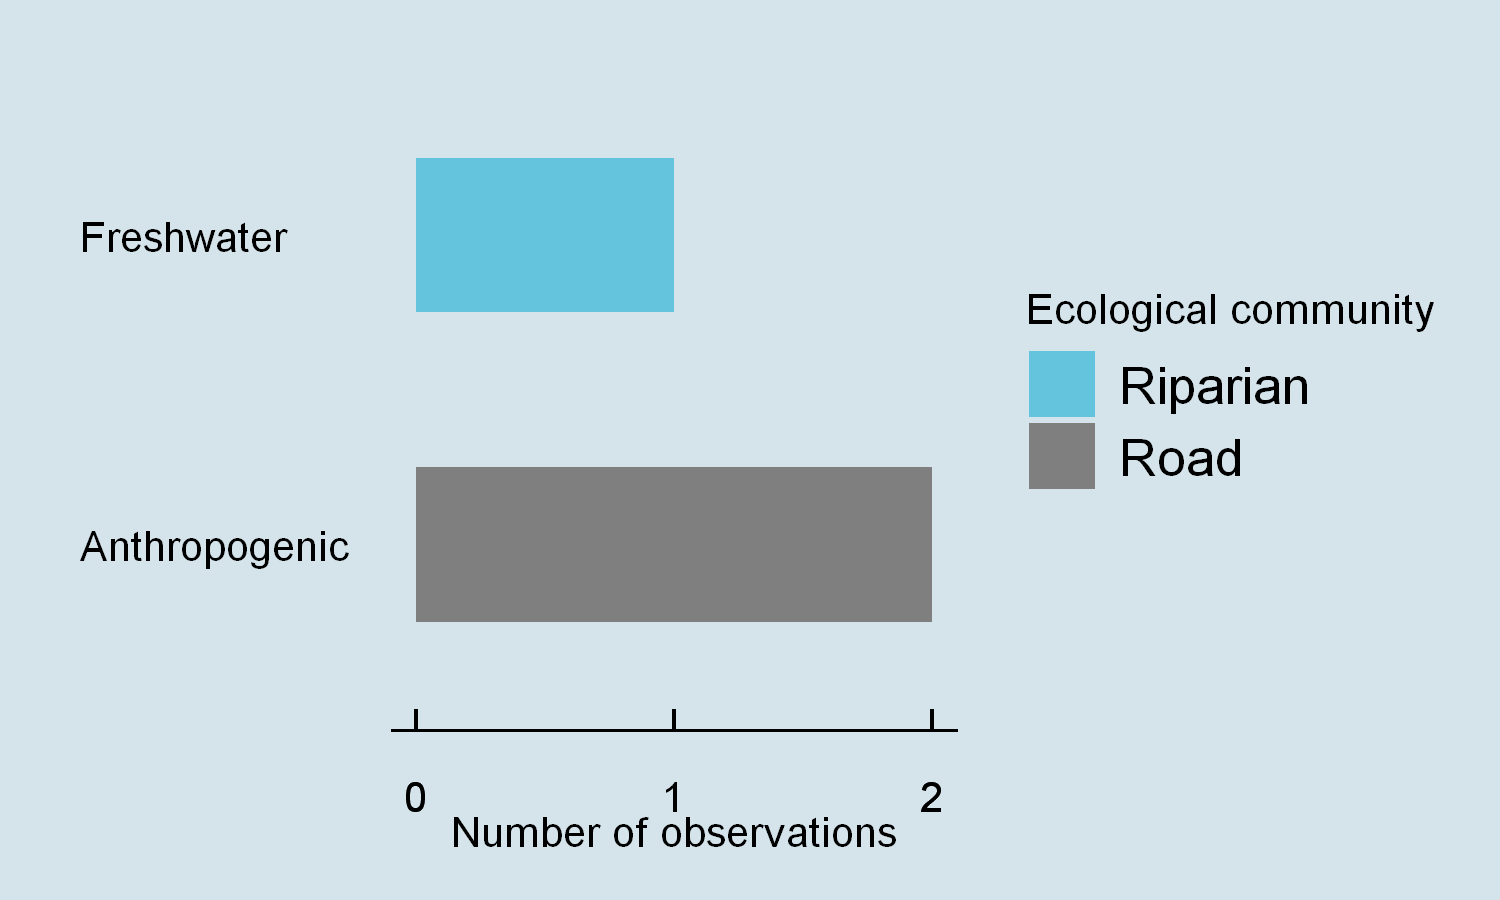 Freshwater
Anthropogenic
0 1 2
Number of observations
Ecological community
Riparian
Road